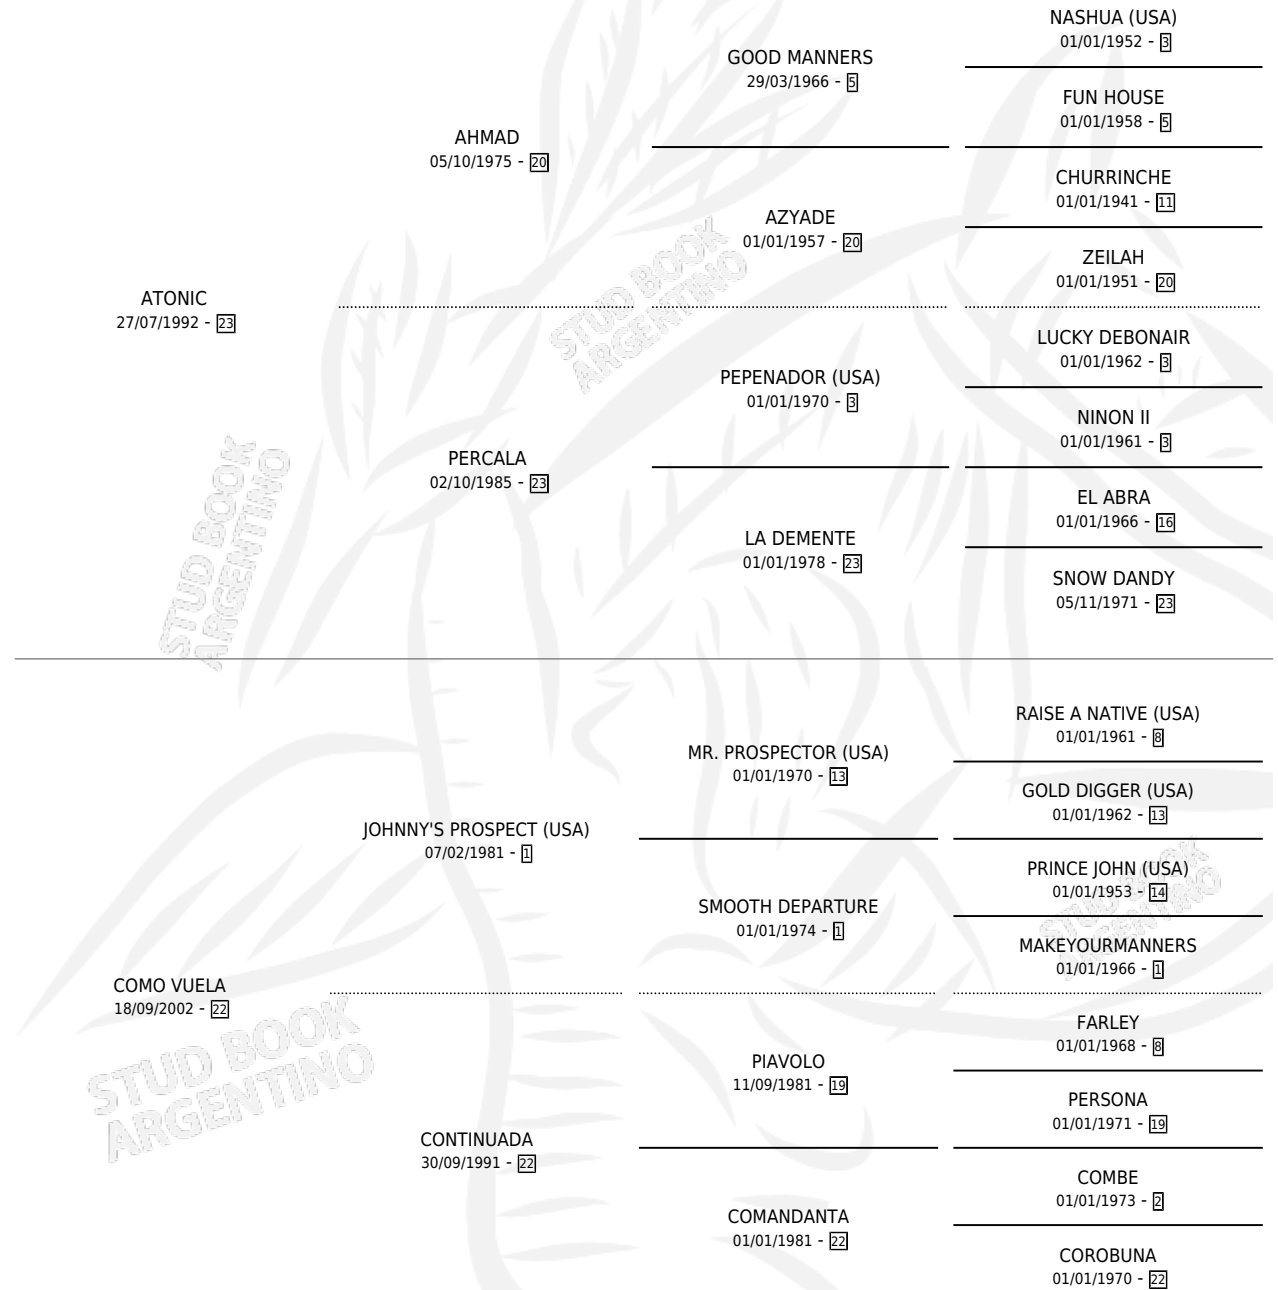 NASHUA (USA)
01/01/1952 - 3
GOOD MANNERS
29/03/1966 - 5
FUN HOUSE
01/01/1958 - 5
AHMAD
05/10/1975 - 20
CHURRINCHE
01/01/1941 - 11
AZYADE
01/01/1957 - 20
ZEILAH
01/01/1951 - 20
ATONIC
27/07/1992 - 23
LUCKY DEBONAIR
01/01/1962 - 3
PEPENADOR (USA)
01/01/1970 - 3
NINON II
01/01/1961 - 3
PERCALA
02/10/1985 - 23
EL ABRA
01/01/1966 - 16
LA DEMENTE
01/01/1978 - 23
SNOW DANDY
05/11/1971 - 23
STUD BOOK
ARGENTINO
STUD BOOK
ARGENTINO
RAISE A NATIVE (USA)
01/01/1961 - 8
MR. PROSPECTOR (USA)
01/01/1970 - 13
GOLD DIGGER (USA)
01/01/1962 - 13
JOHNNY'S PROSPECT (USA)
07/02/1981 - 1
PRINCE JOHN (USA)
01/01/1953 - 14
SMOOTH DEPARTURE
01/01/1974 - 1
MAKEYOURMANNERS
01/01/1966 - 1
COMO VUELA
18/09/2002 - 22
FARLEY
01/01/1968 - 8
PIAVOLO
11/09/1981 - 19
PERSONA
01/01/1971 - 19
CONTINUADA
30/09/1991 - 22
COMBE
01/01/1973 - 2
COMANDANTA
01/01/1981 - 22
COROBUNA
01/01/1970 - 22
STUD BOOK
ARGENTINO
STUD BOOK
ARGENTINO